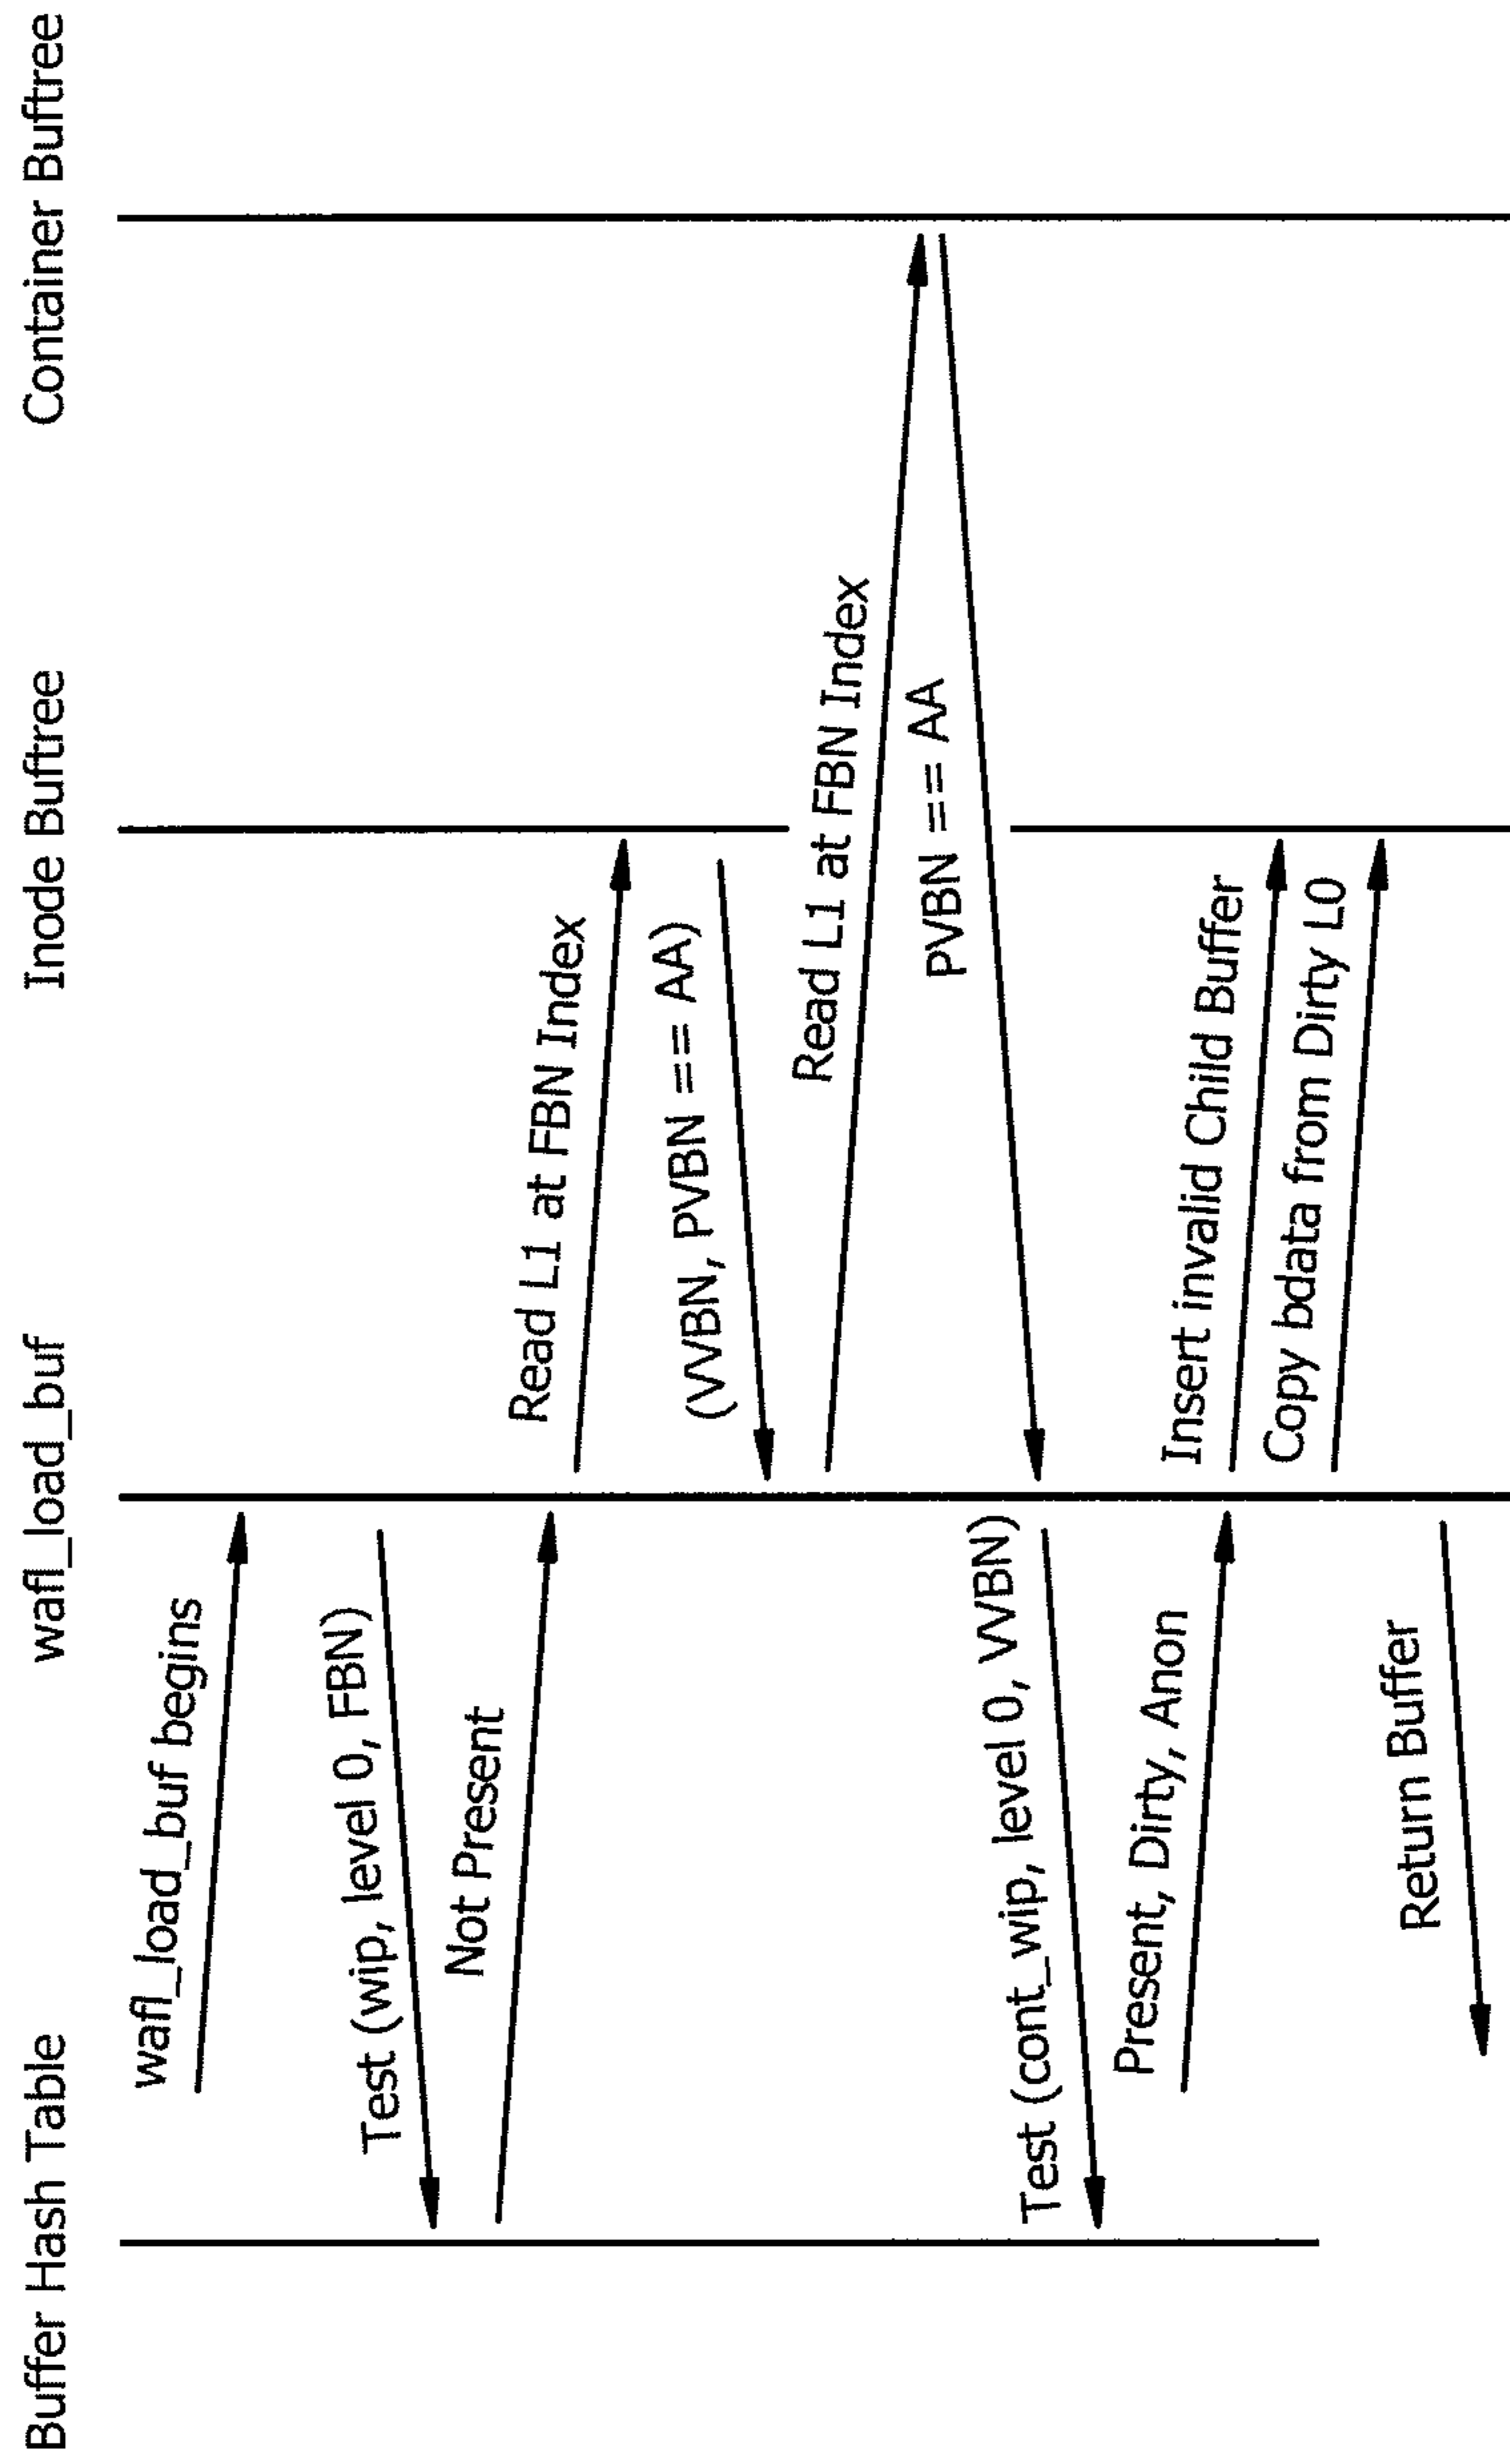 Buffer Hash Table
wafl_load_buf
Inode Buftree
Container Buftree
wafl_load_buf begins
Test (wip, level 0, FBN)
Not Present
Read L1 at FBN Index
(VVBN, PVBN == AA)
Read L1 at FBN Index
PVBN == AA
Test (cont_wip, level 0, VVBN)
Present, Dirty, Anon
Insert invalid Child Buffer
Copy bdata from Dirty L0
Return Buffer